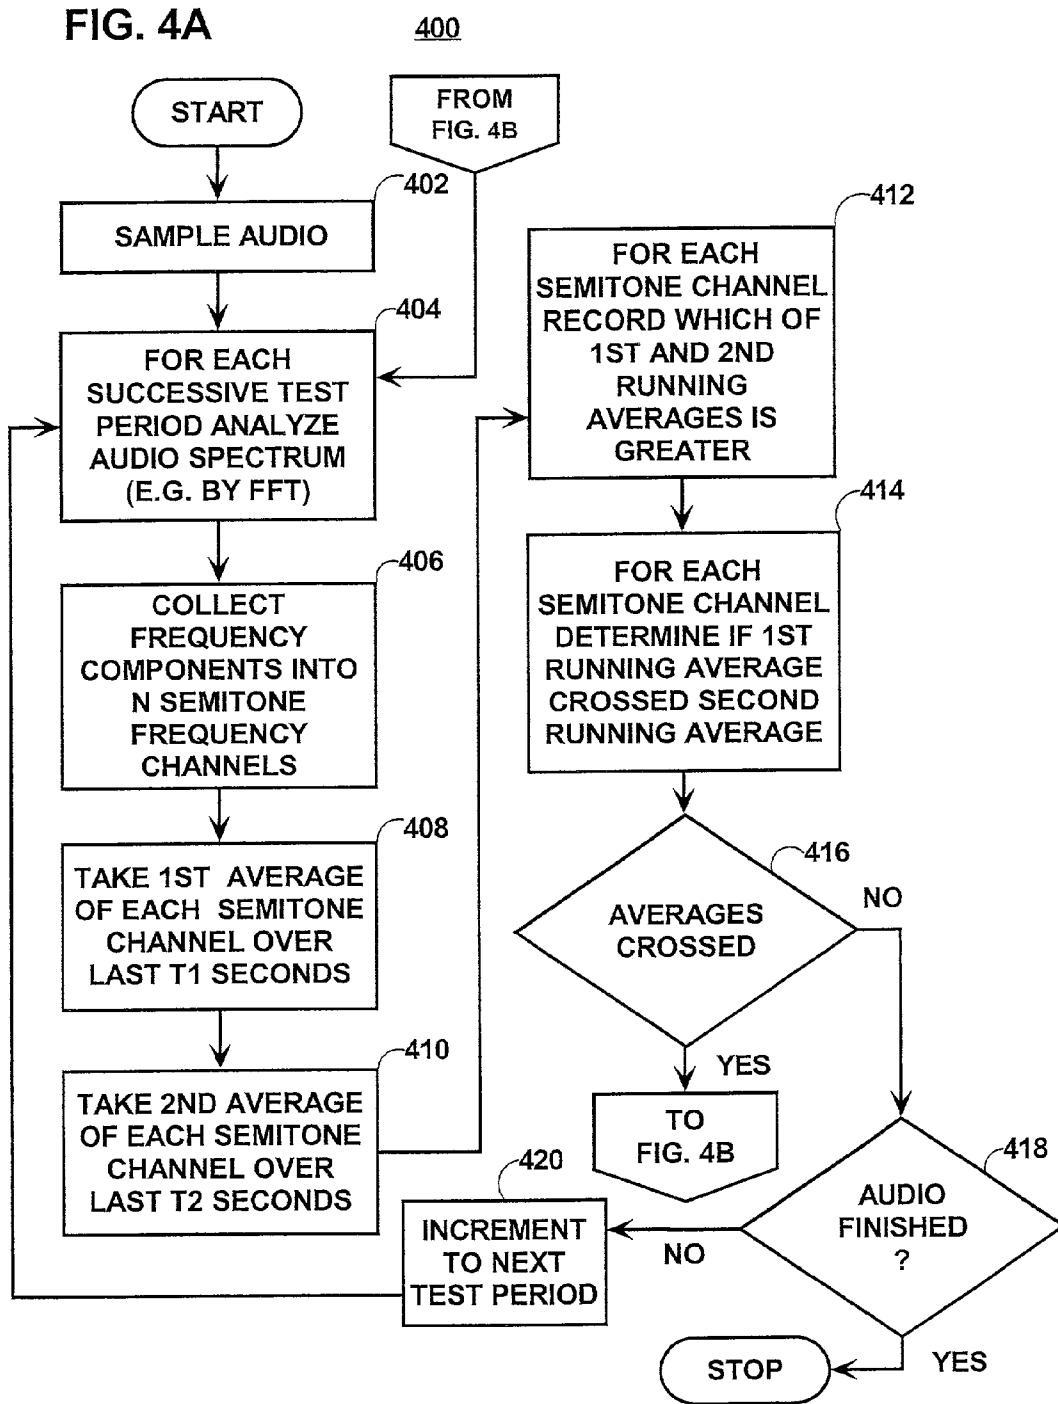 FIG. 4A
400
START
FROM
FIG. 4B
402
SAMPLE AUDIO
404
FOR EACH
SUCCESSIVE TEST
PERIOD ANALYZE
AUDIO SPECTRUM
(E.G. BY FFT)
406
COLLECT
FREQUENCY
COMPONENTS INTO
N SEMITONE
FREQUENCY
CHANNELS
408
TAKE 1ST AVERAGE
OF EACH SEMITONE
CHANNEL OVER
LAST T1 SECONDS
410
TAKE 2ND AVERAGE
OF EACH SEMITONE
CHANNEL OVER
LAST T2 SECONDS
412
FOR EACH
SEMITONE CHANNEL
RECORD WHICH OF
1ST AND 2ND
RUNNING
AVERAGES IS
GREATER
414
FOR EACH
SEMITONE CHANNEL
DETERMINE IF 1ST
RUNNING AVERAGE
CROSSED SECOND
RUNNING AVERAGE
416
AVERAGES
CROSSED
NO
YES
TO
FIG. 4B
418
AUDIO
FINISHED
?
NO
420
INCREMENT
TO NEXT
TEST PERIOD
YES
STOP